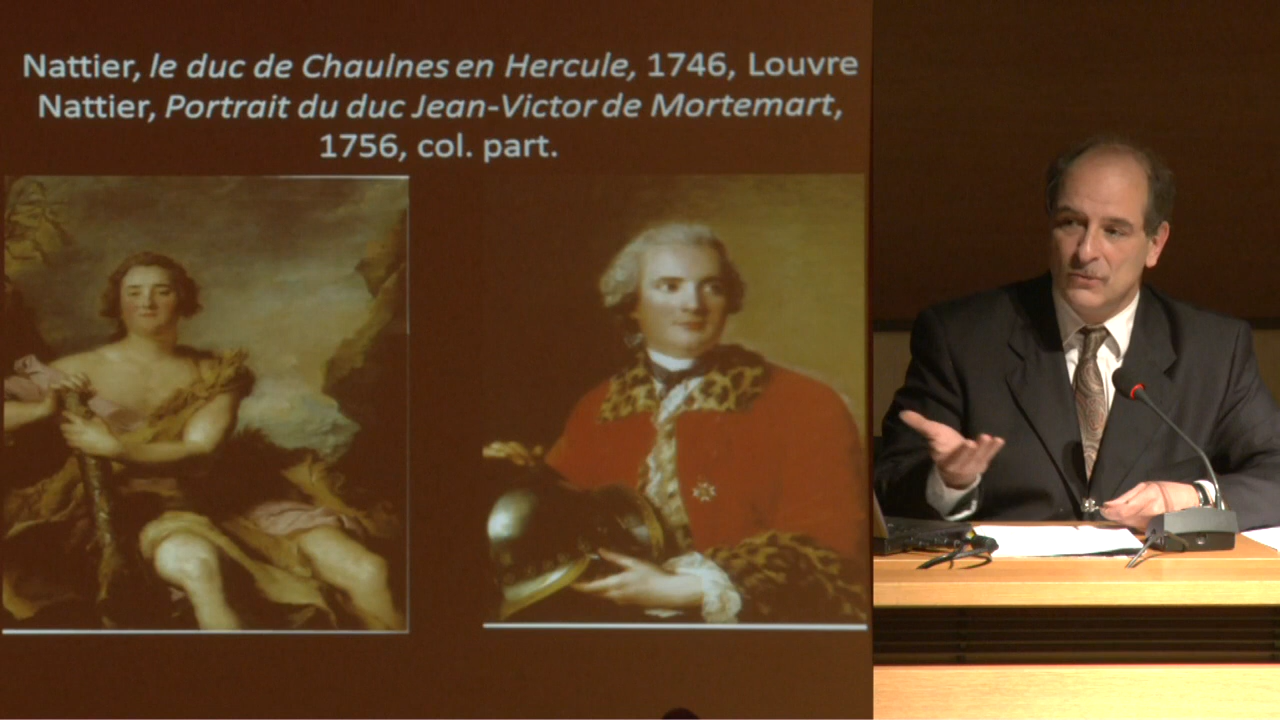 Nattier, le duc de Chaulnes en Hercule, 1746, Louvre
Nattier, Portrait du duc Jean-Victor de Mortemart,
1756, col. part.